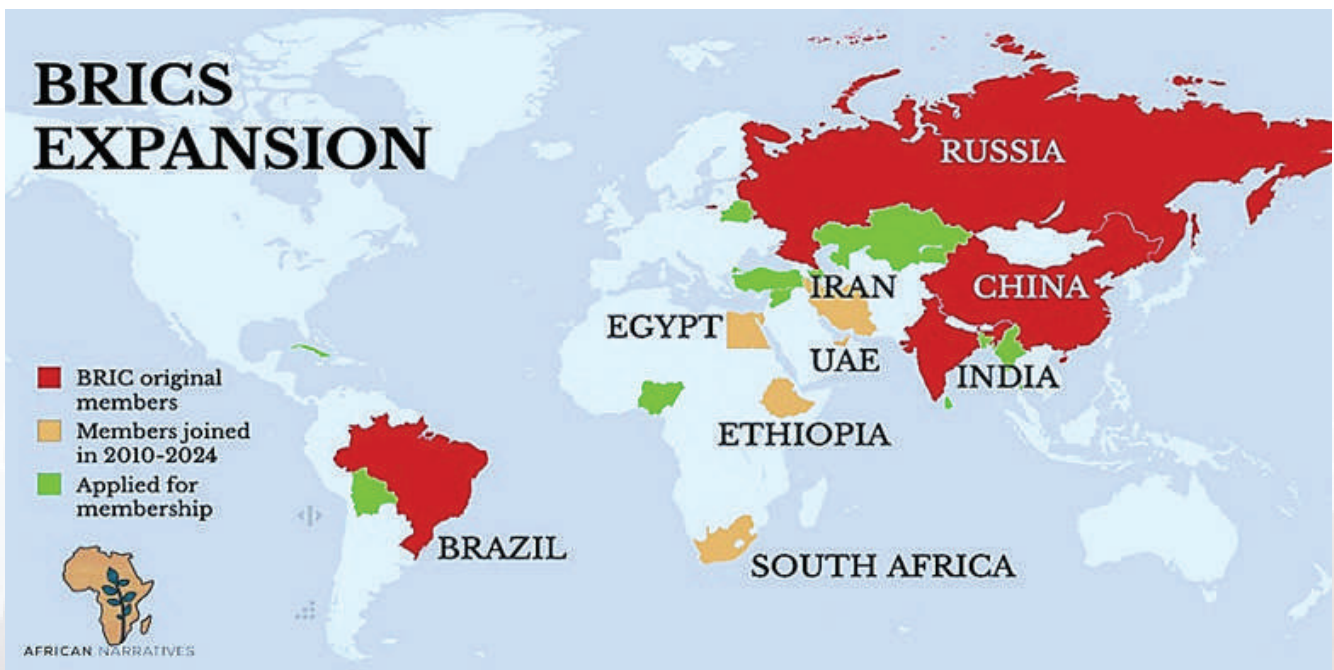 BRICS
EXPANSION
RUSSIA
IRAN
CHINA
EGYPT
UAE
INDIA
ETHIOPIA
BRIC original
members
Members joined
in 2010-2024
Applied for
membership
BRAZIL
SOUTH AFRICA
AFRICAN NARRATIVES